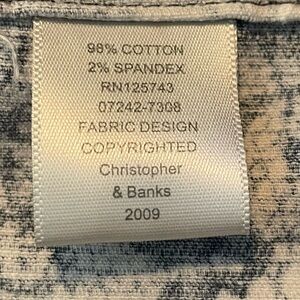 98% COTTON
2% SPANDEX
RN125743
07242-7308
FABRIC DESIGN
COPYRIGHTED
Christopher
& Banks
2009